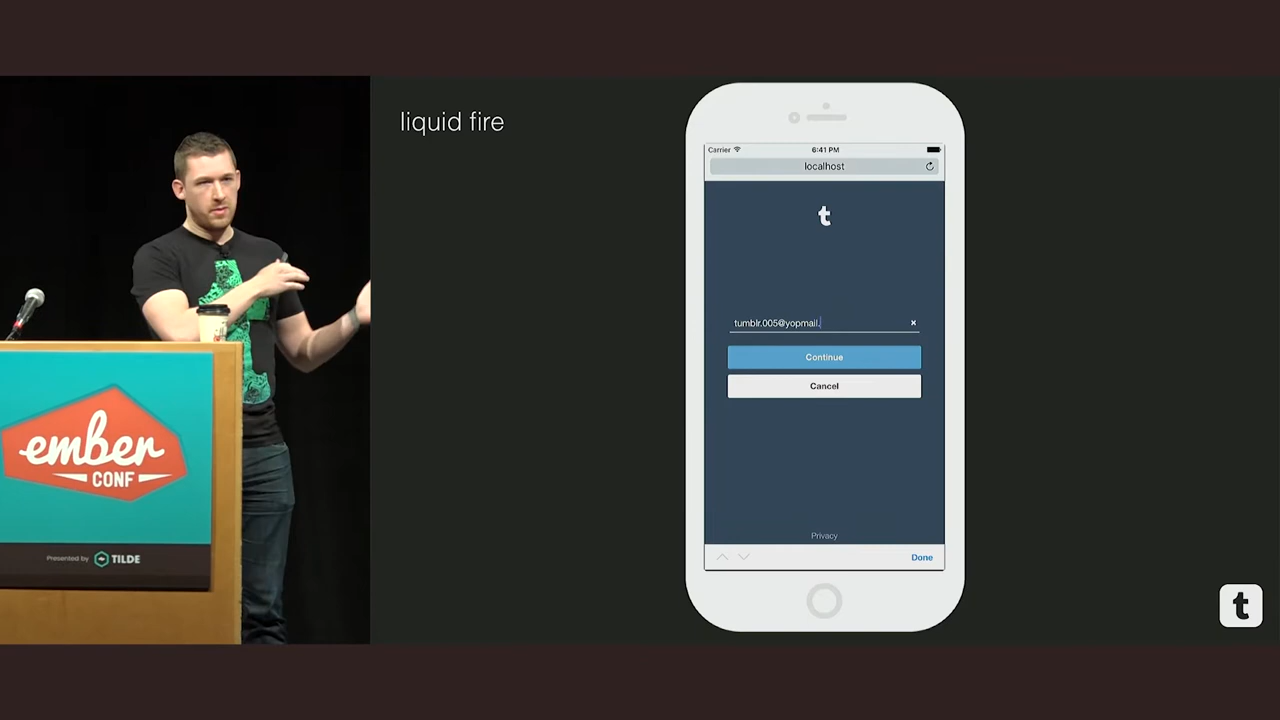 liquid fire
Carrier 6:41 PM
localhost
t
tumblr.005@yopmail.
Continue
Cancel
Privacy
Done
ember
CONF
Presented by TILDE
t